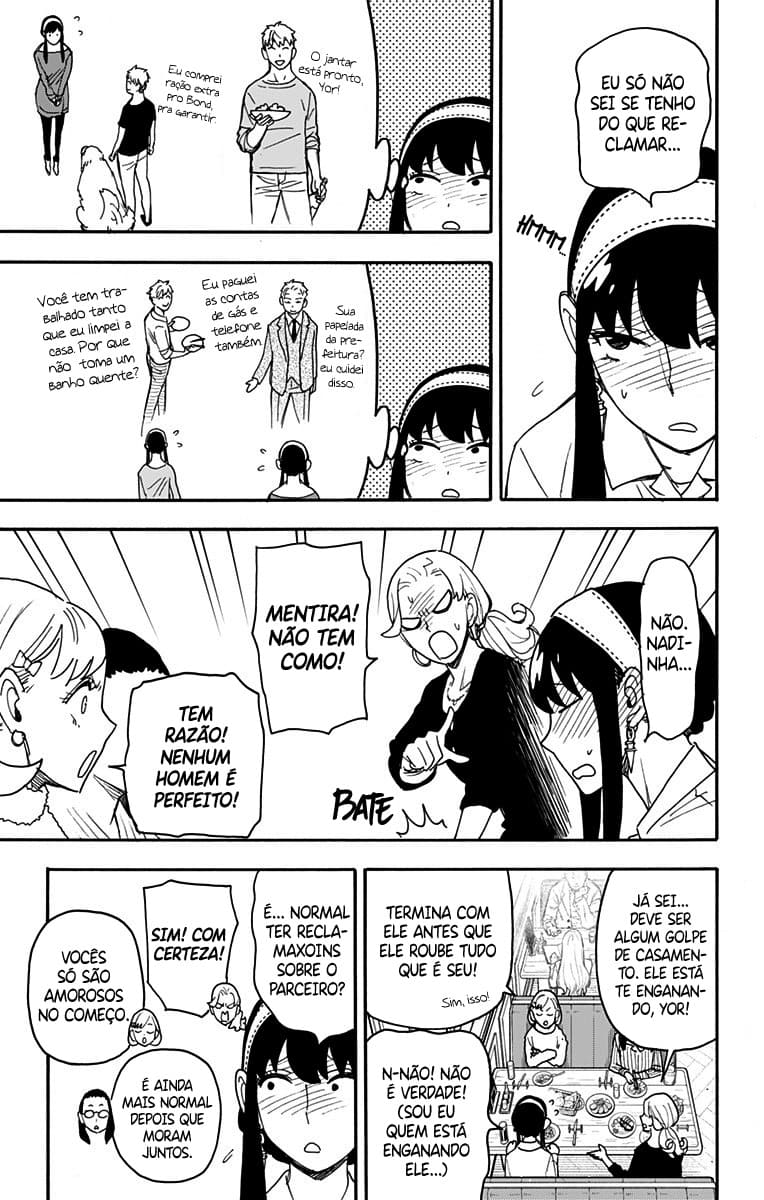 EU SÓ NÃO
SEI SE TENHO
DO QUE RE-
CLAMAR...
HMMM...
O jantar
está pronto,
Yor!
Eu comprei
ração extra
pro Bond,
pra garantir.
Sua
papelada
da pre-
feitura?
eu cuidei
disso.
Eu paguei
as contas
de Gás e
telefone
também.
Você tem tra-
balhado tanto
que eu limpei a
casa. Por que
não toma um
banho quente?
NÃO.
NADI-
NHA...
MENTIRA!
NÃO TEM
COMO!
BATE
TEM
RAZÃO!
NENHUM
HOMEM É
PERFEITO!
JÁ SEI...
DEVE SER
ALGUM GOLPE
DE CASAMEN-
TO. ELE ESTÁ
TE ENGANAN-
DO, YOR!
TERMINA COM
ELE ANTES QUE
ELE ROUBE TUDO
QUE É SEU!
Sim, isso!
N-NÃO! NÃO
É VERDADE!
(SOU EU
QUEM ESTÁ
ENGANANDO
ELE...)
É... NORMAL
TER RECLA-
MAXOINS
SOBRE O
PARCEIRO?
SIM! COM
CERTEZA!
VOCÊS
SÓ SÃO
AMOROSOS
NO COMEÇO.
É AINDA
MAIS NORMAL
DEPOIS QUE
MORAM
JUNTOS.